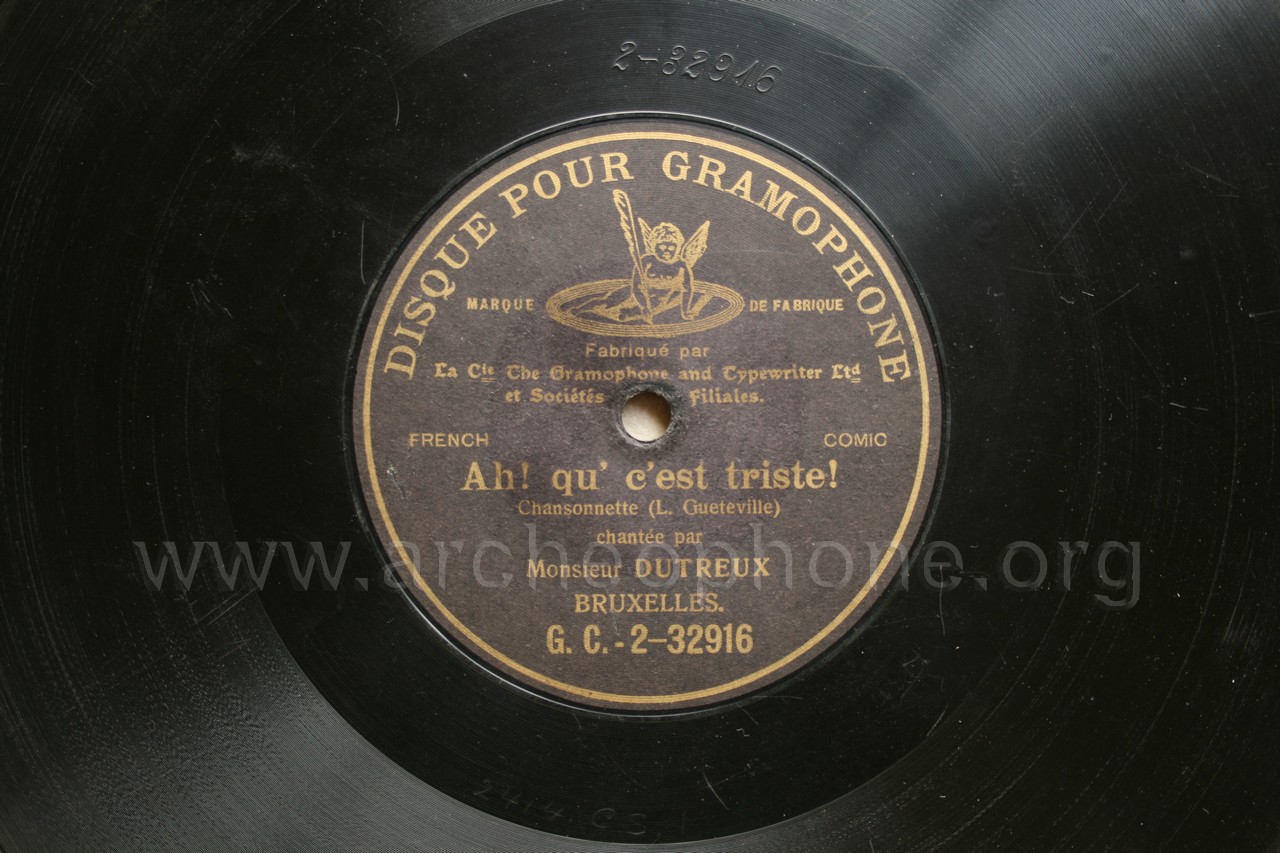 2-32916
DISQUE POUR GRAMOPHONE
MARQUE DE FABRIQUE
Fabriqué par
La Cie The Gramophone and Typewriter Ltd
et Sociétés Filiales.
FRENCH COMIC
Ah! qu' c'est triste!
Chansonnette (L. Gueteville)
chantée par
www.archeophone.org
Monsieur DUTREUX
BRUXELLES.
G. C. - 2-32916